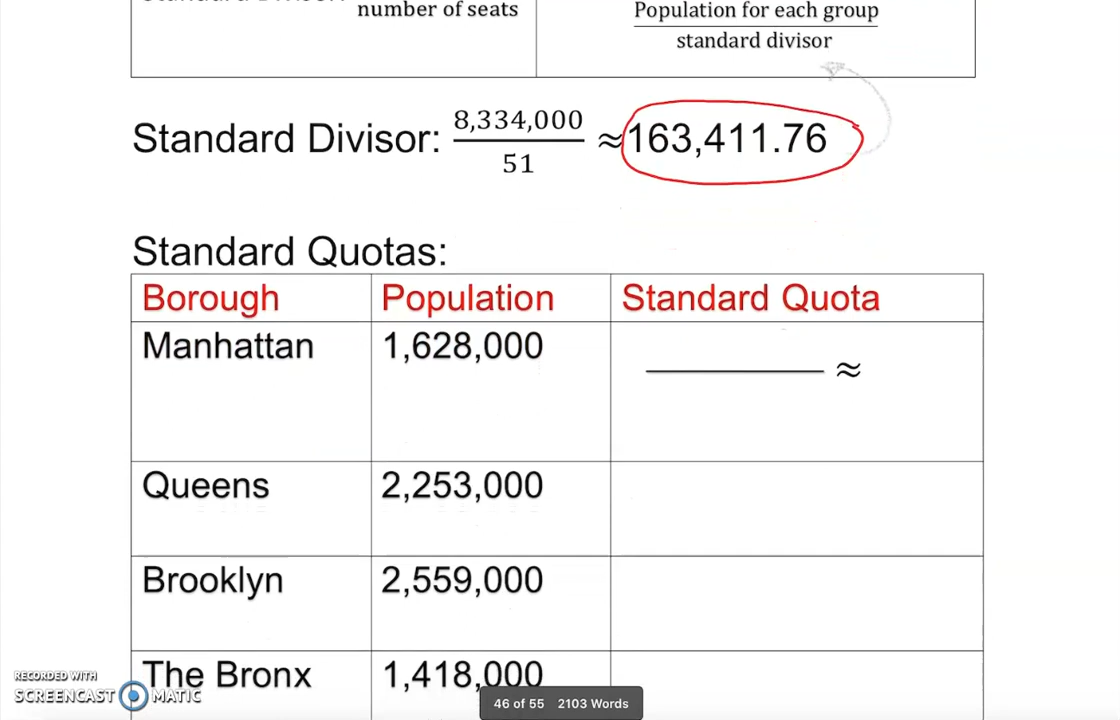 number of seats
Population for each group
standard divisor
Standard Divisor: 8,334,000
51
≈163,411.76
Standard Quotas:
Borough Population Standard Quota
Manhattan 1,628,000 ≈
Queens 2,253,000
Brooklyn 2,559,000
The Bronx 1,418,000
RECORDED WITH
SCREENCAST MATIC
46 of 55 2103 Words